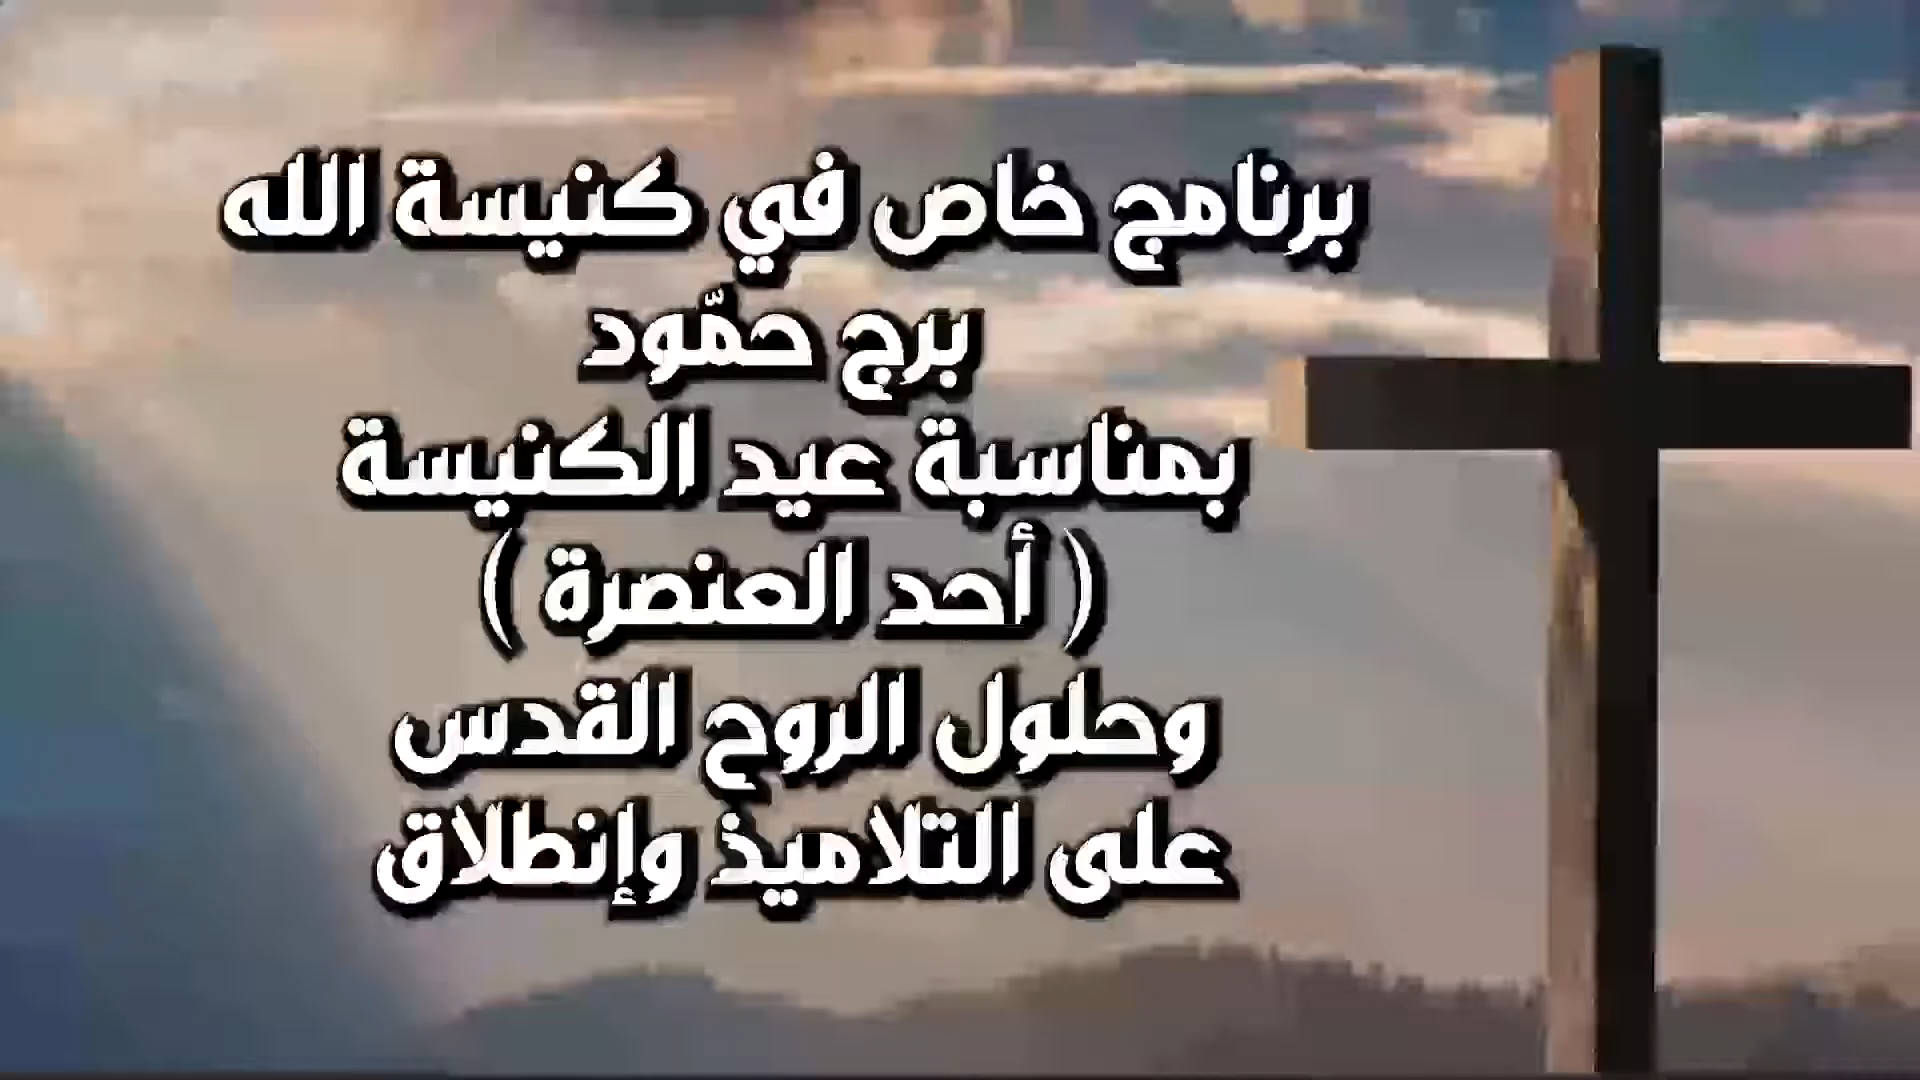 برنامج خاص في كنيسة الله
برج حمّود
بمناسبة عيد الكنيسة
( أحد العنصرة )
وحلول الروح القدس
على التلاميذ وإنطلاق